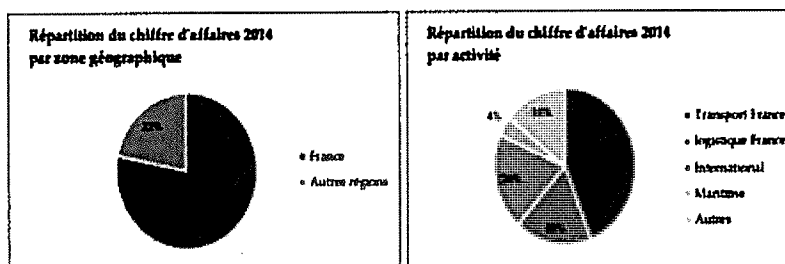 Répartition du chiffre d'affaires 2014
par zone géographique
France
Autres régions
Répartition du chiffre d'affaires 2014
par activité
4%
Transport France
logistique France
International
Maritime
Autres